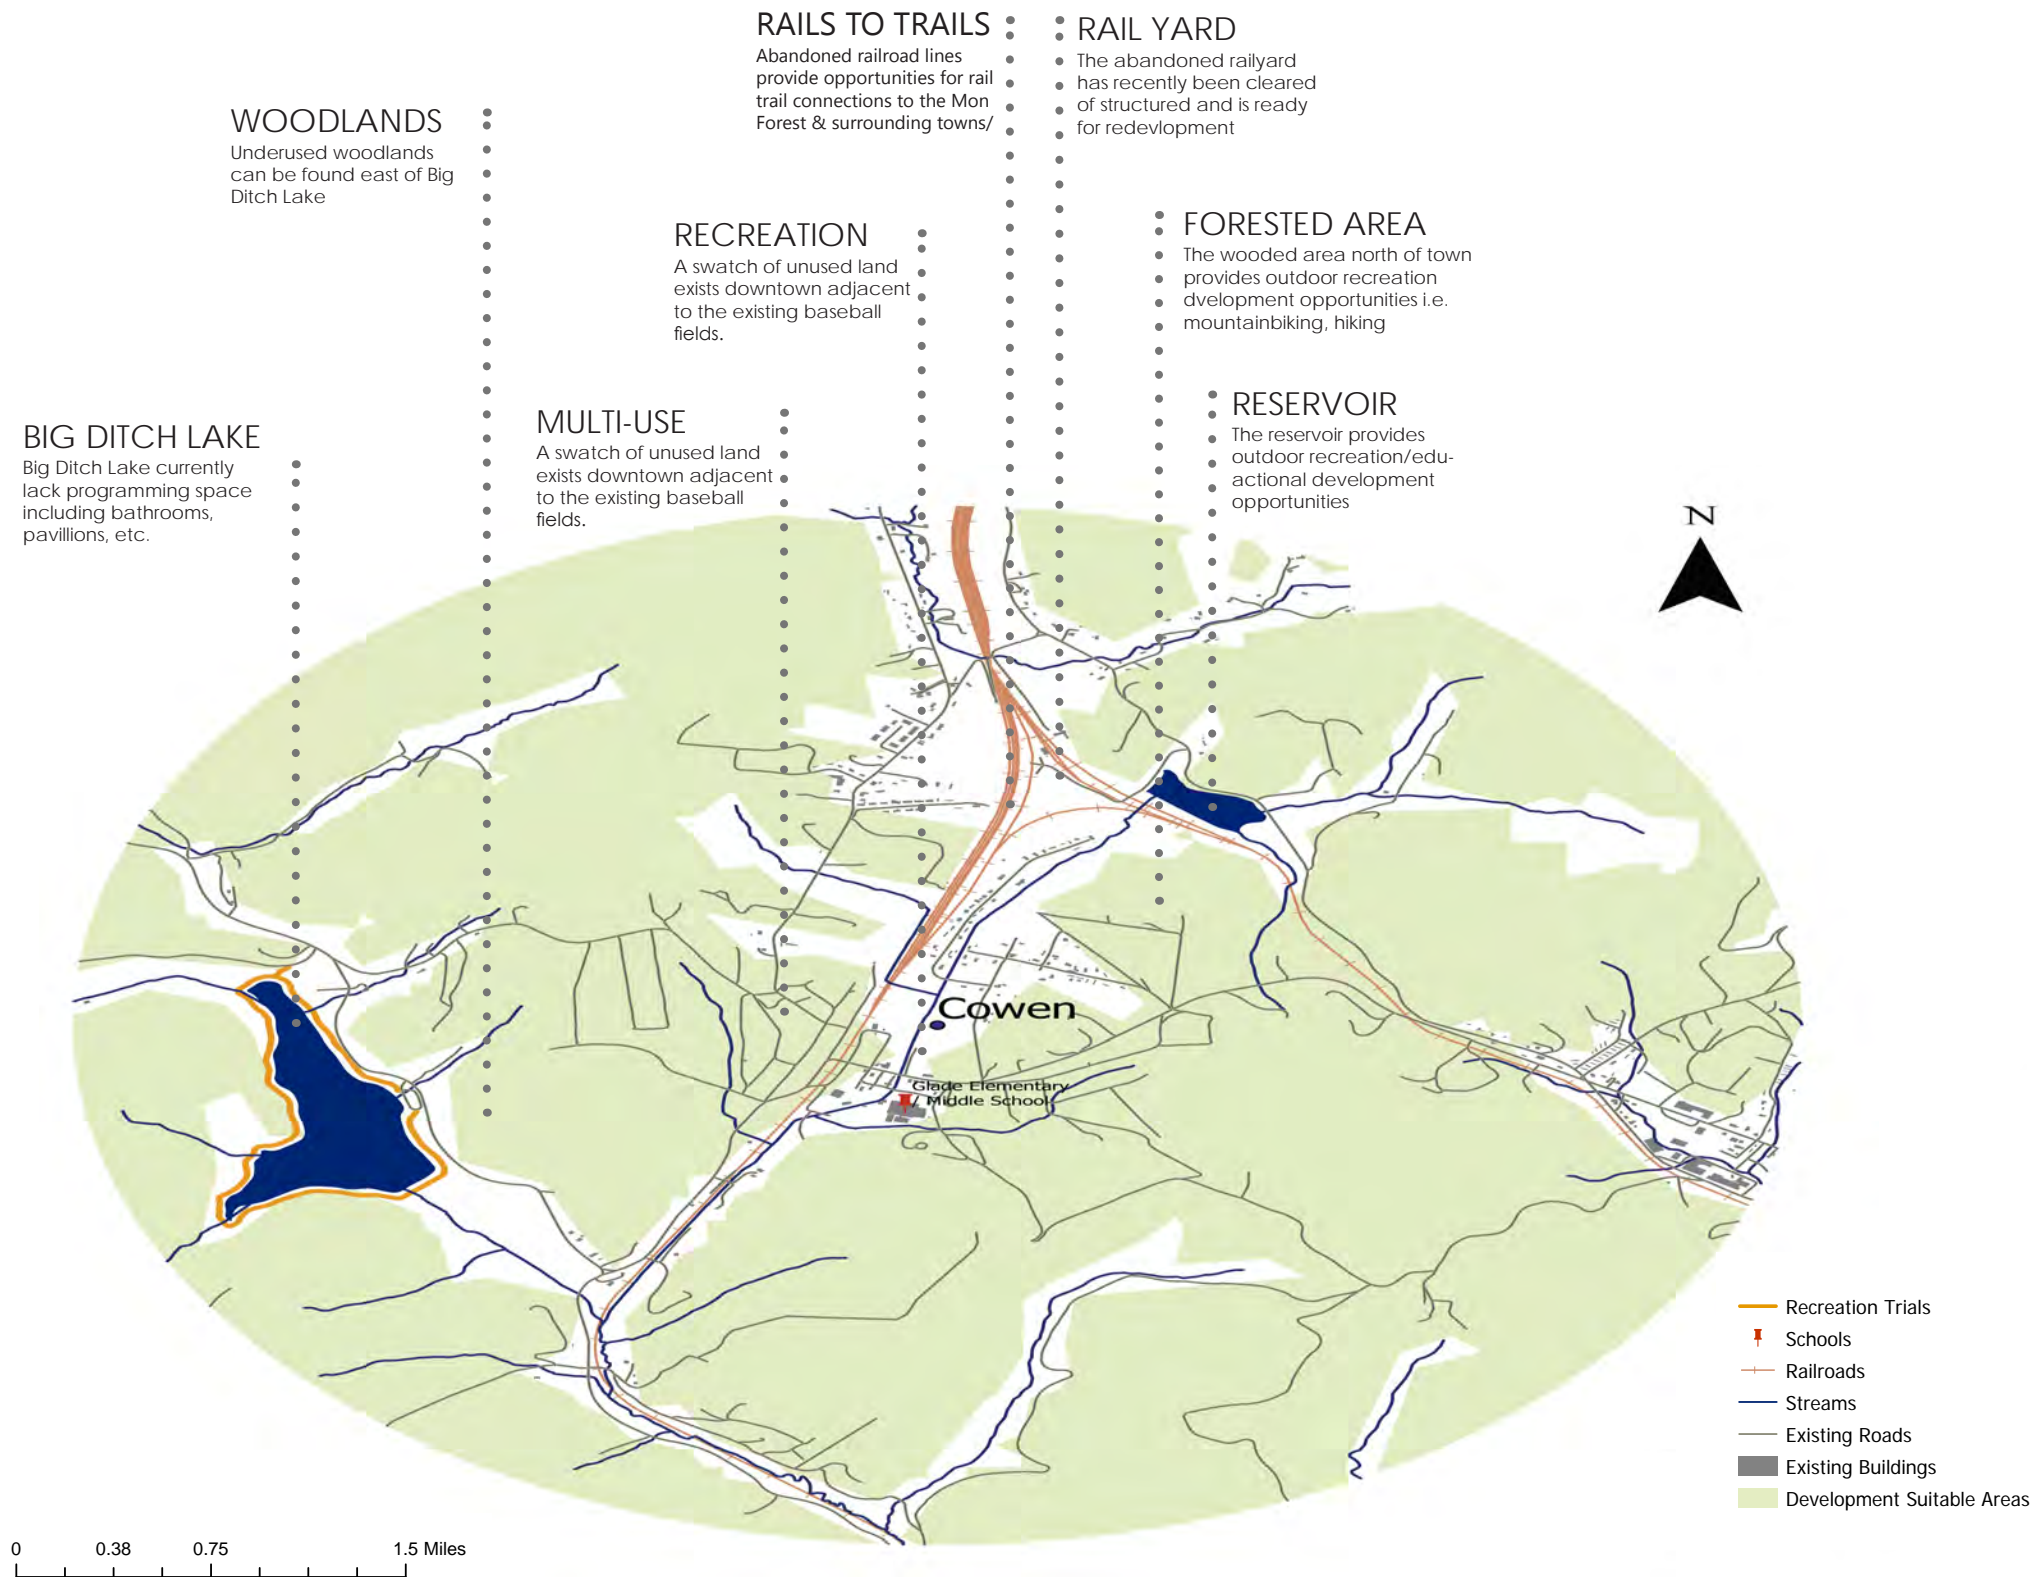 RAILS TO TRAILS
Abandoned railroad lines
provide opportunities for rail
trail connections to the Mon
Forest & surrounding towns/
RAIL YARD
The abandoned railyard
has recently been cleared
of structured and is ready
for redevlopment
WOODLANDS
Underused woodlands
can be found east of Big
Ditch Lake
RECREATION
A swatch of unused land
exists downtown adjacent
to the existing baseball
fields.
FORESTED AREA
The wooded area north of town
provides outdoor recreation
dvelopment opportunities i.e.
mountainbiking, hiking
RESERVOIR
The reservoir provides
outdoor recreation/edu-
actional development
opportunities
MULTI-USE
A swatch of unused land
exists downtown adjacent
to the existing baseball
fields.
BIG DITCH LAKE
Big Ditch Lake currently
lack programming space
including bathrooms,
pavillions, etc.
N
Cowen
Glade Elementary
/ Middle School
Recreation Trials
Schools
Railroads
Streams
Existing Roads
Existing Buildings
Development Suitable Areas
0 0.38 0.75 1.5 Miles